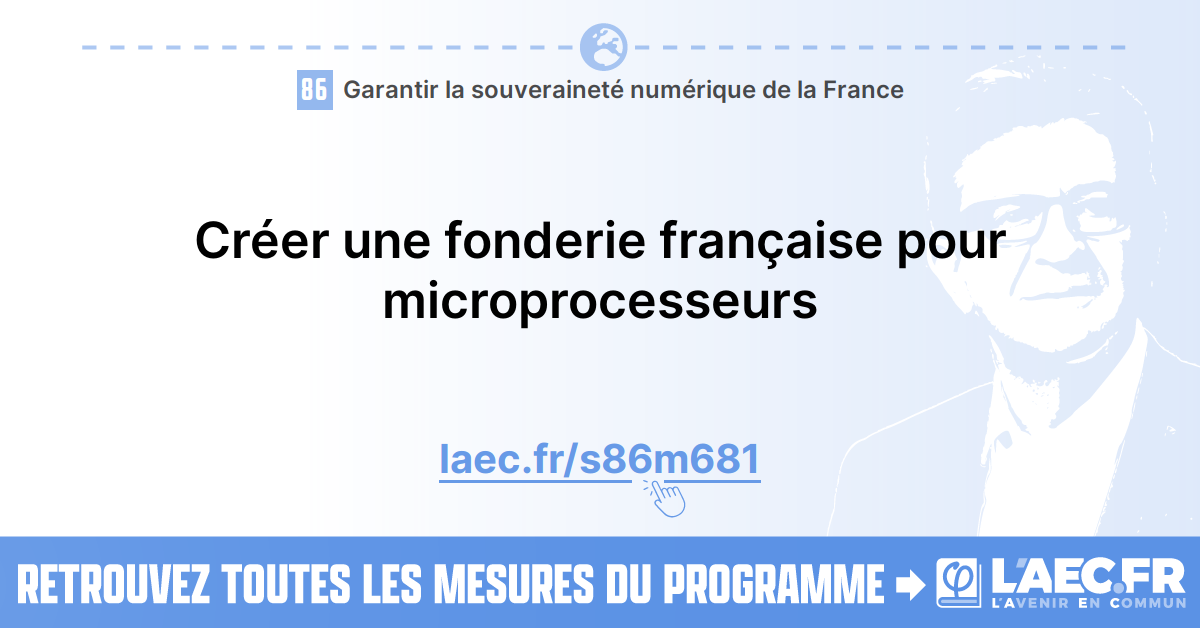 86 Garantir la souveraineté numérique de la France
Créer une fonderie française pour
microprocesseurs
laec.fr/s86m681
RETROUVEZ TOUTES LES MESURES DU PROGRAMME
φ L'AEC.FR
L'AVENIR EN COMMUN